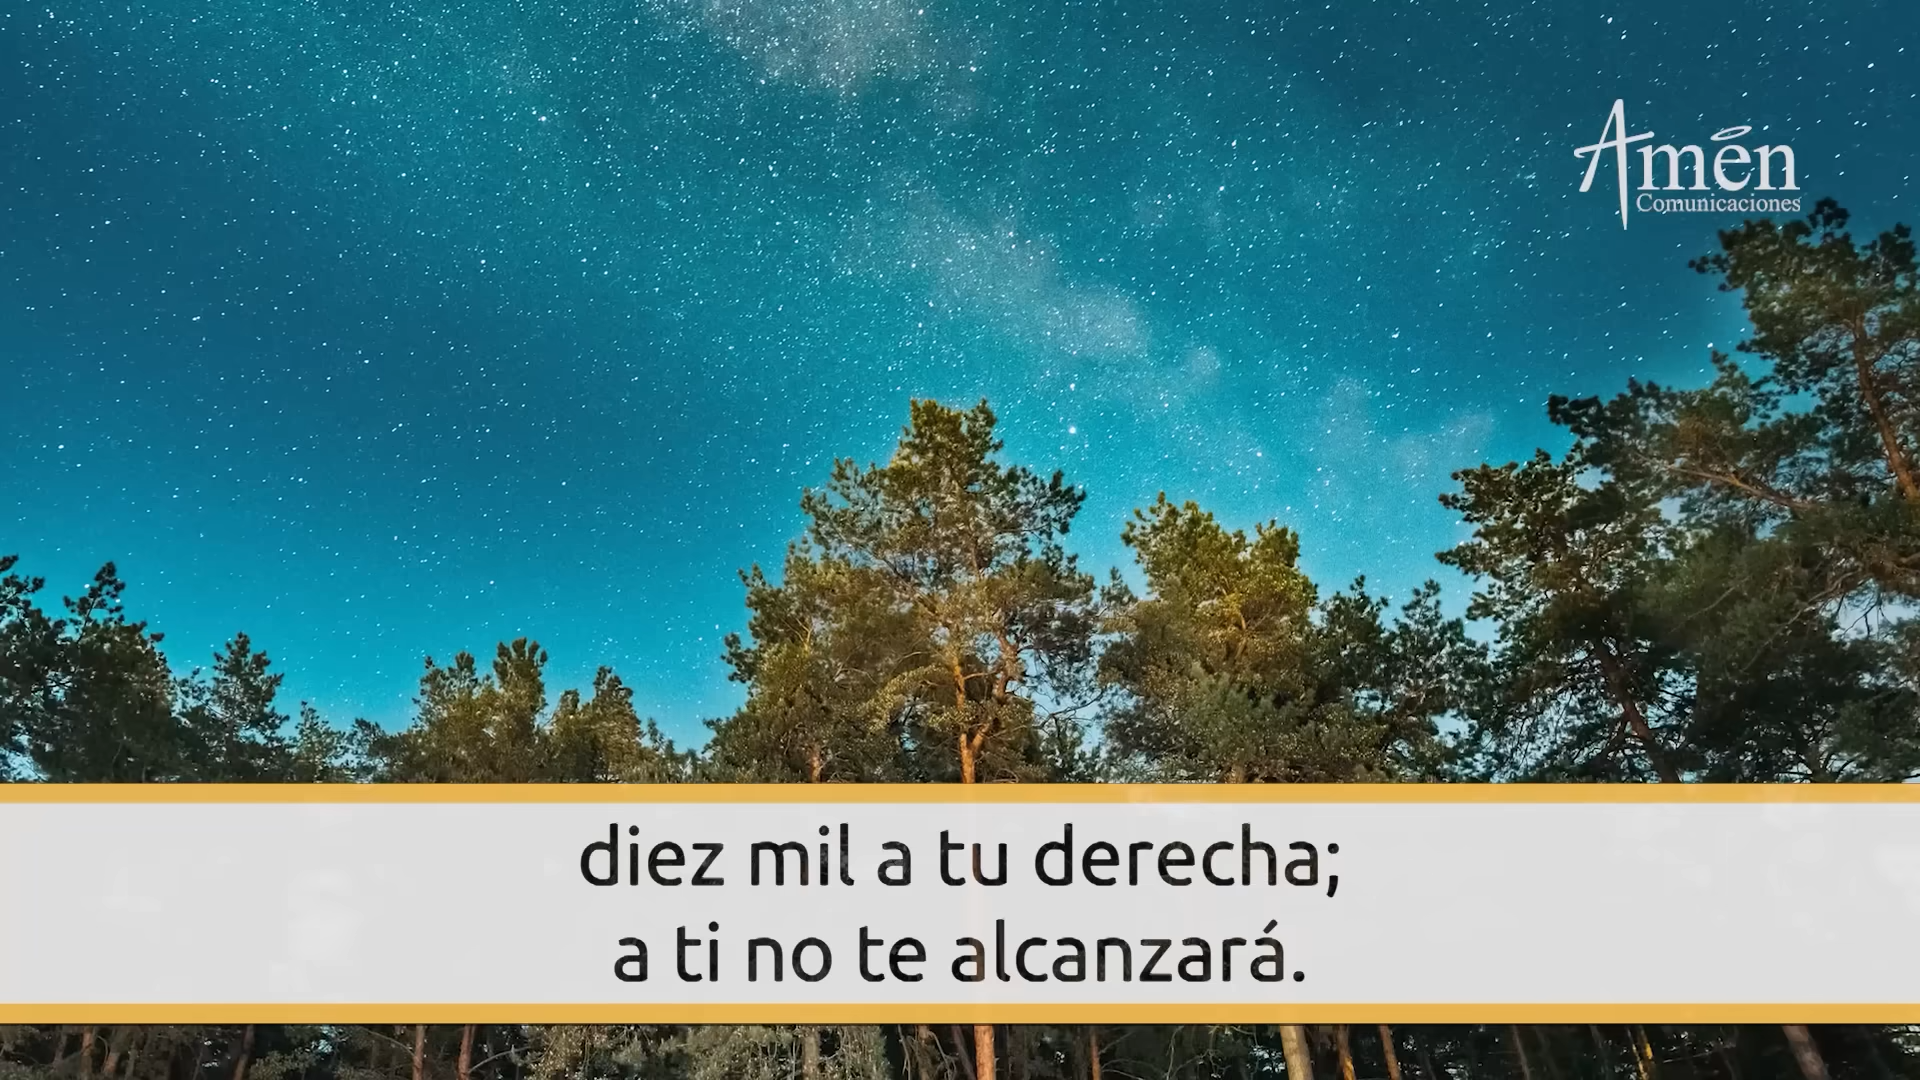 Amén
Comunicaciones
diez mil a tu derecha;
a ti no te alcanzará.